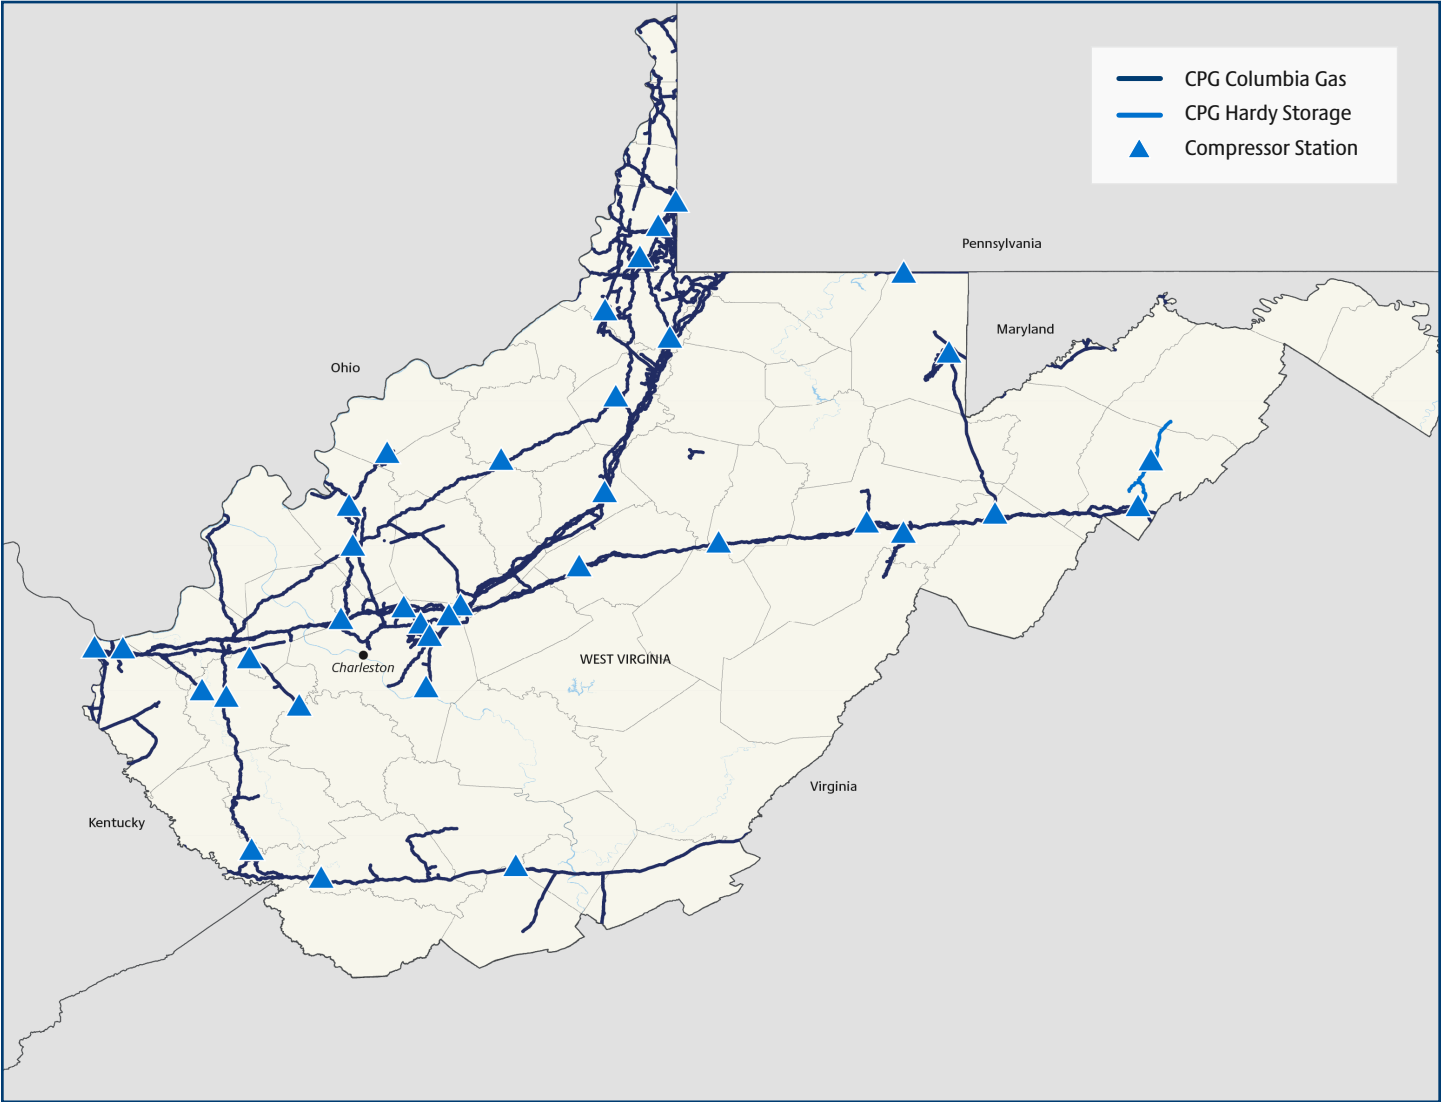 CPG Columbia Gas
CPG Hardy Storage
Compressor Station
Pennsylvania
Maryland
Ohio
WEST VIRGINIA
Charleston
Virginia
Kentucky